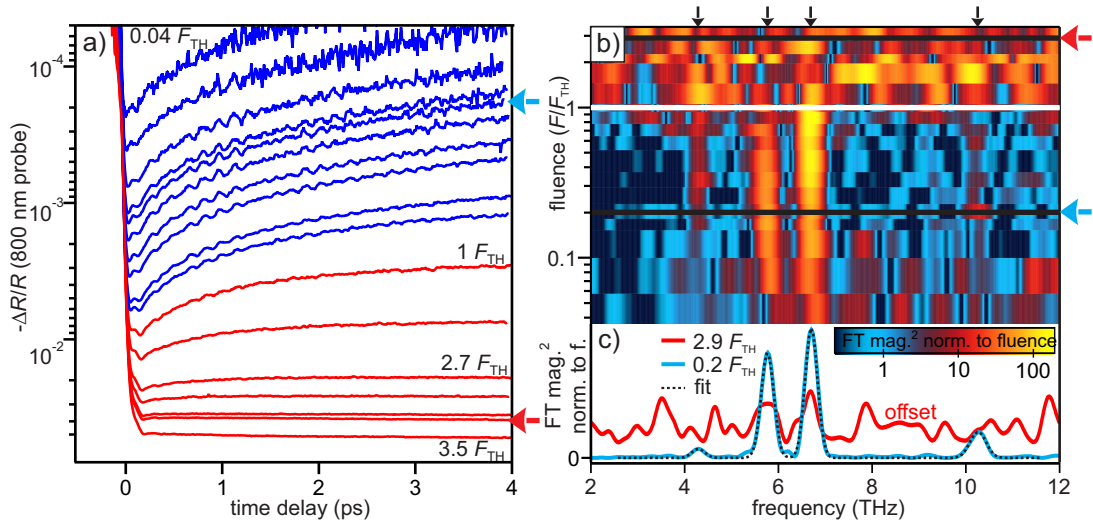 a)
0.04 F_TH
10⁻⁴
10⁻³
10⁻²
-ΔR/R (800 nm probe)
1 F_TH
2.7 F_TH
3.5 F_TH
0 1 2 3 4
time delay (ps)
b)
1
0.1
fluence (F/F_TH)
c)
FT mag.² norm. to fluence
1 10 100
2.9 F_TH
0.2 F_TH
fit
offset
FT mag.²
norm. to f.
0
2 4 6 8 10 12
frequency (THz)